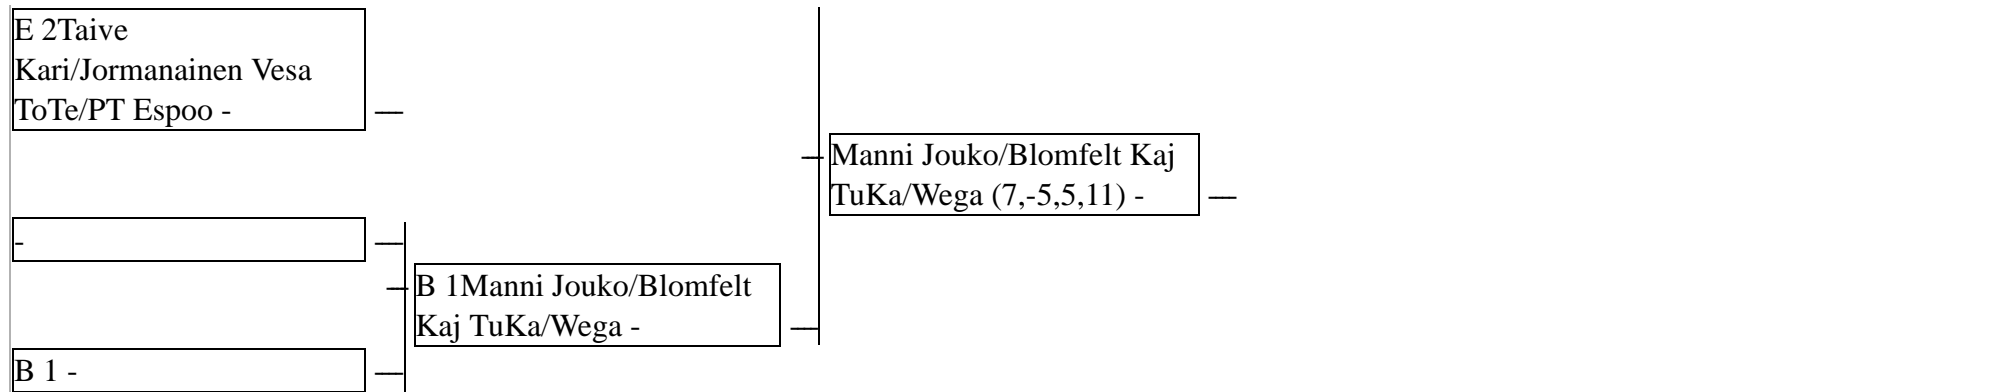 E 2Taive
Kari/Jormanainen Vesa
ToTe/PT Espoo -
Manni Jouko/Blomfelt Kaj
TuKa/Wega (7,-5,5,11) -
-
B 1Manni Jouko/Blomfelt
Kaj TuKa/Wega -
B 1 -